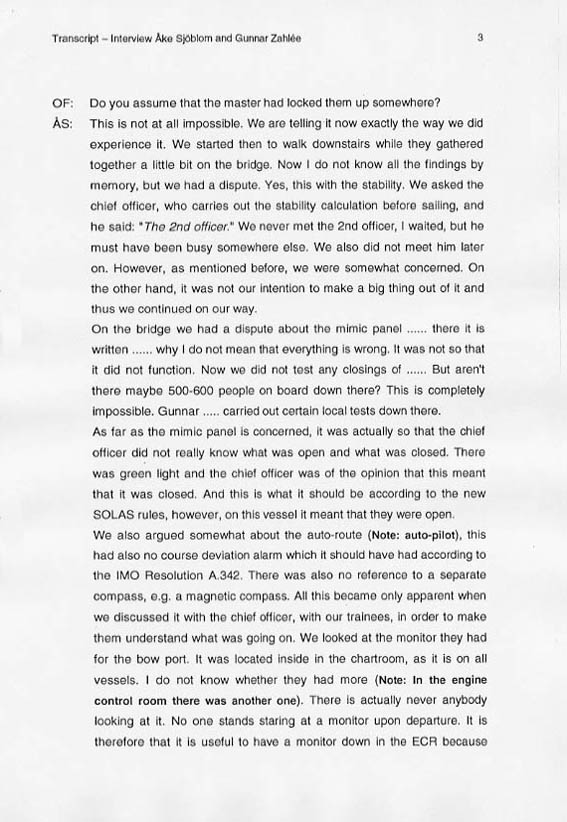 Transcript – Interview Åke Sjöblom and Gunnar Zahlée 3
OF: Do you assume that the master had locked them up somewhere?
ÅS: This is not at all impossible. We are telling it now exactly the way we did
experience it. We started then to walk downstairs while they gathered
together a little bit on the bridge. Now I do not know all the findings by
memory, but we had a dispute. Yes, this with the stability. We asked the
chief officer, who carries out the stability calculation before sailing, and
he said: "The 2nd officer." We never met the 2nd officer, I waited, but he
must have been busy somewhere else. We also did not meet him later
on. However, as mentioned before, we were somewhat concerned. On
the other hand, it was not our intention to make a big thing out of it and
thus we continued on our way.
On the bridge we had a dispute about the mimic panel ...... there it is
written ...... why I do not mean that everything is wrong. It was not so that
it did not function. Now we did not test any closings of ...... But aren't
there maybe 500-600 people on board down there? This is completely
impossible. Gunnar ..... carried out certain local tests down there.
As far as the mimic panel is concerned, it was actually so that the chief
officer did not really know what was open and what was closed. There
was green light and the chief officer was of the opinion that this meant
that it was closed. And this is what it should be according to the new
SOLAS rules, however, on this vessel it meant that they were open.
We also argued somewhat about the auto-route (Note: auto-pilot), this
had also no course deviation alarm which it should have had according to
the IMO Resolution A.342. There was also no reference to a separate
compass, e.g. a magnetic compass. All this became only apparent when
we discussed it with the chief officer, with our trainees, in order to make
them understand what was going on. We looked at the monitor they had
for the bow port. It was located inside in the chartroom, as it is on all
vessels. I do not know whether they had more (Note: In the engine
control room there was another one). There is actually never anybody
looking at it. No one stands staring at a monitor upon departure. It is
therefore that it is useful to have a monitor down in the ECR because